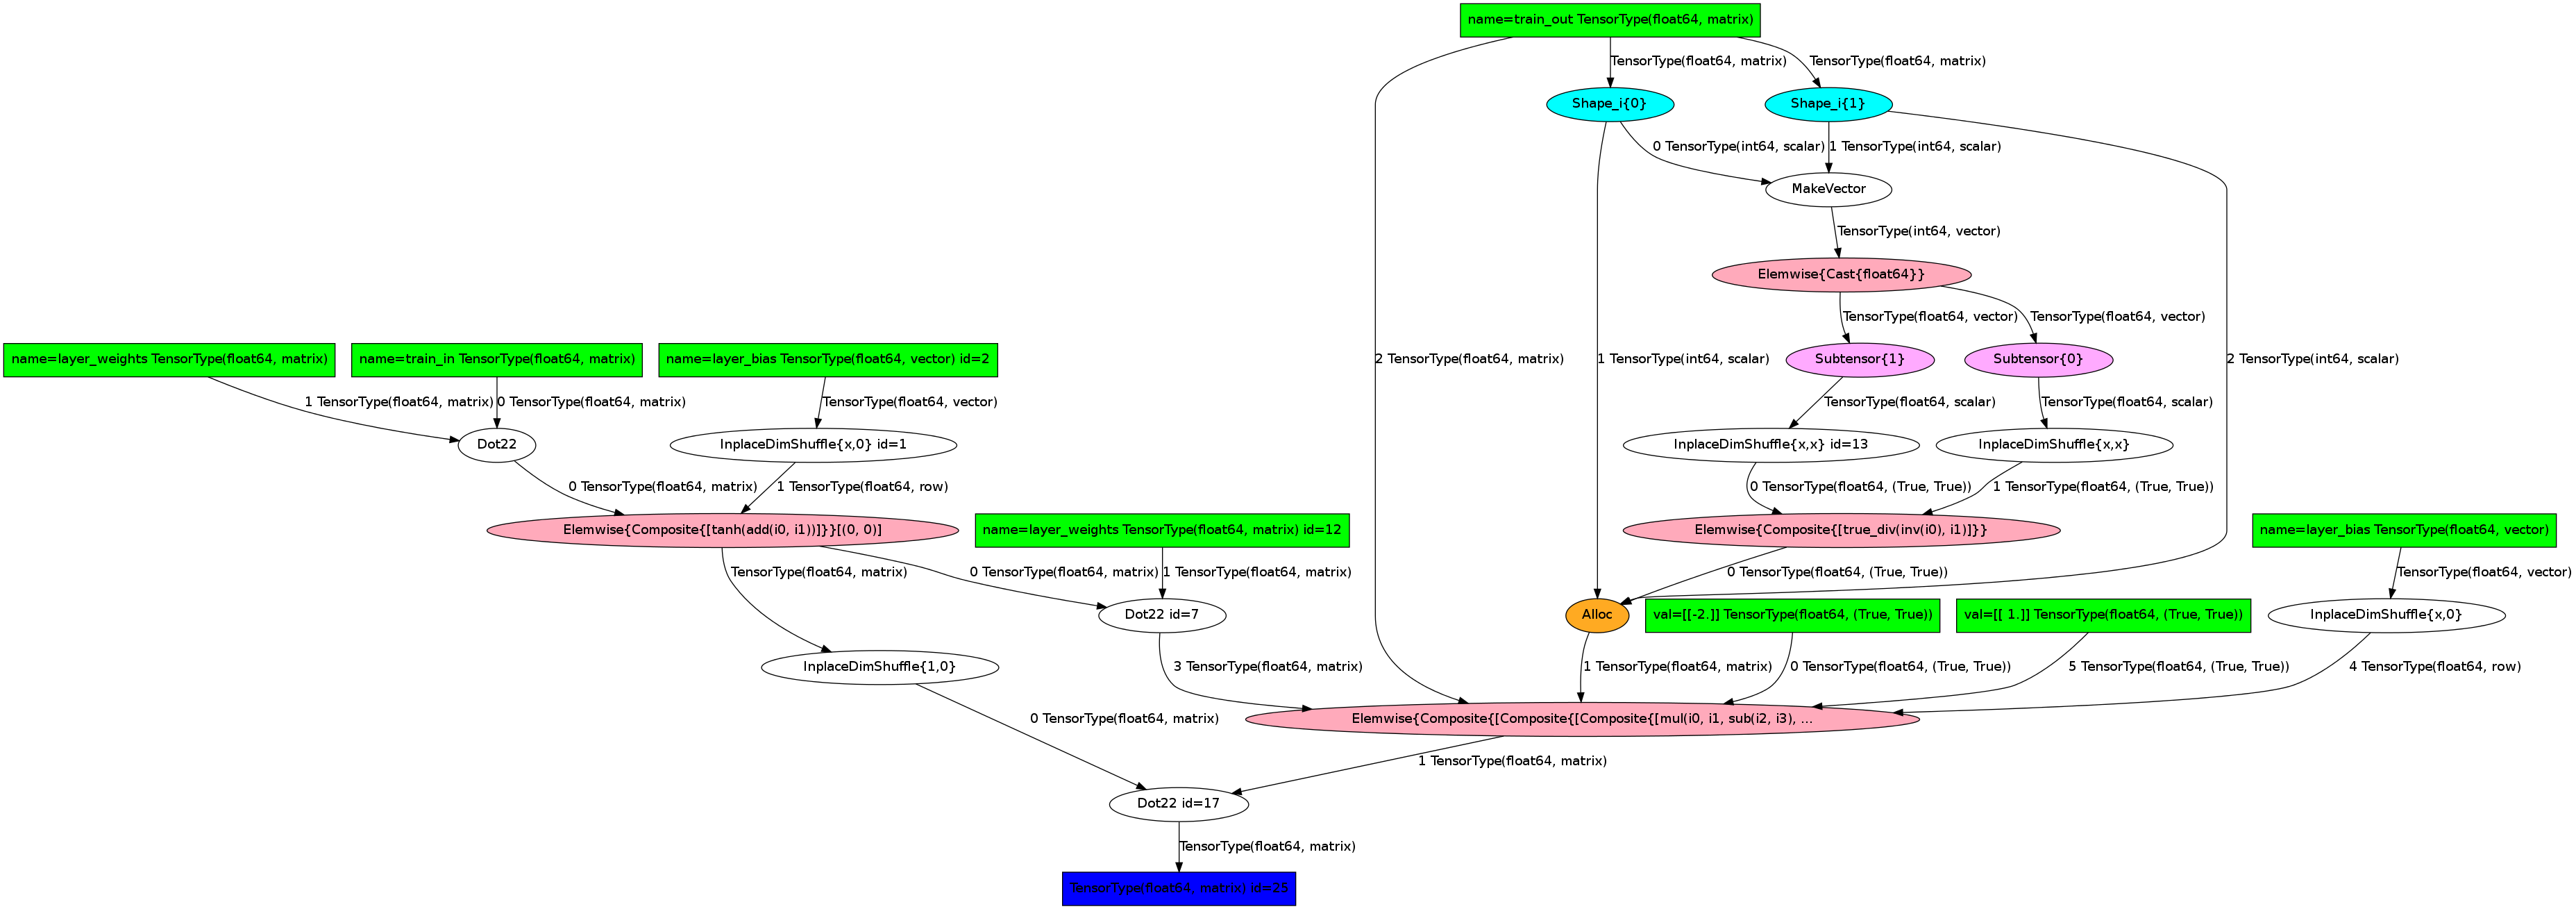 name=train_out TensorType(float64, matrix)
TensorType(float64, matrix)
TensorType(float64, matrix)
Shape_i{0}
Shape_i{1}
0 TensorType(int64, scalar)
1 TensorType(int64, scalar)
MakeVector
TensorType(int64, vector)
Elemwise{Cast{float64}}
TensorType(float64, vector)
TensorType(float64, vector)
name=layer_weights TensorType(float64, matrix)
name=train_in TensorType(float64, matrix)
name=layer_bias TensorType(float64, vector) id=2
2 TensorType(float64, matrix)
1 TensorType(int64, scalar)
Subtensor{1}
Subtensor{0}
2 TensorType(int64, scalar)
1 TensorType(float64, matrix)
0 TensorType(float64, matrix)
TensorType(float64, vector)
TensorType(float64, scalar)
TensorType(float64, scalar)
Dot22
InplaceDimShuffle{x,0} id=1
InplaceDimShuffle{x,x} id=13
InplaceDimShuffle{x,x}
0 TensorType(float64, matrix)
1 TensorType(float64, row)
0 TensorType(float64, (True, True))
1 TensorType(float64, (True, True))
Elemwise{Composite{[tanh(add(i0, i1))]}}[(0, 0)]
name=layer_weights TensorType(float64, matrix) id=12
Elemwise{Composite{[true_div(inv(i0), i1)]}}
name=layer_bias TensorType(float64, vector)
TensorType(float64, matrix)
0 TensorType(float64, matrix)
1 TensorType(float64, matrix)
0 TensorType(float64, (True, True))
TensorType(float64, vector)
Dot22 id=7
Alloc
val=[[-2.]] TensorType(float64, (True, True))
val=[[ 1.]] TensorType(float64, (True, True))
InplaceDimShuffle{x,0}
InplaceDimShuffle{1,0}
3 TensorType(float64, matrix)
1 TensorType(float64, matrix)
0 TensorType(float64, (True, True))
5 TensorType(float64, (True, True))
4 TensorType(float64, row)
0 TensorType(float64, matrix)
Elemwise{Composite{[Composite{[Composite{[mul(i0, i1, sub(i2, i3), ...
1 TensorType(float64, matrix)
Dot22 id=17
TensorType(float64, matrix)
TensorType(float64, matrix) id=25